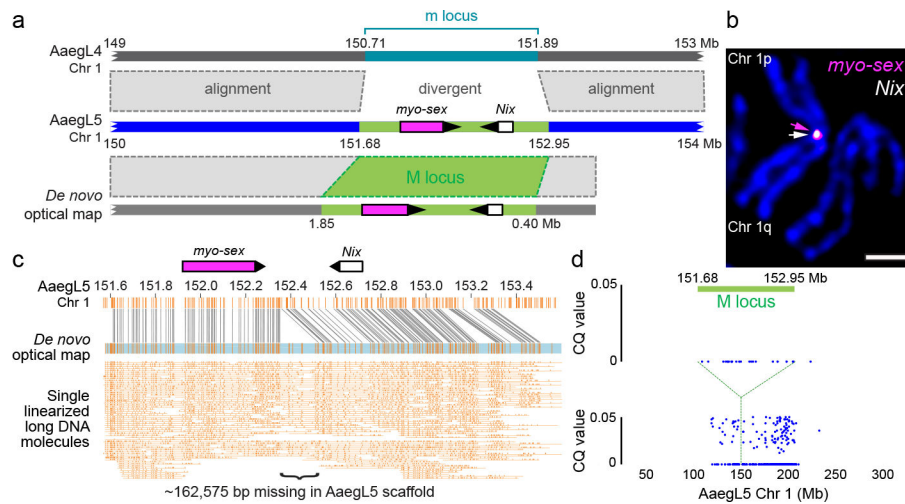 a
m locus
AaegL4
Chr 1
149
150.71
151.89
153 Mb
alignment
divergent
alignment
myo-sex
Nix
AaegL5
Chr 1
150
151.68
152.95
154 Mb
M locus
De novo
optical map
1.85
0.40 Mb
b
Chr 1p
myo-sex
Nix
Chr 1q
c
myo-sex
Nix
AaegL5
Chr 1
151.6 151.8 152.0 152.2 152.4 152.6 152.8 153.0 153.2 153.4
De novo
optical map
Single
linearized
long DNA
molecules
~162,575 bp missing in AaegL5 scaffold
d
151.68
152.95 Mb
M locus
0.05
CQ value
0
0.05
CQ value
0
50 100 150 200 250 300
AaegL5 Chr 1 (Mb)